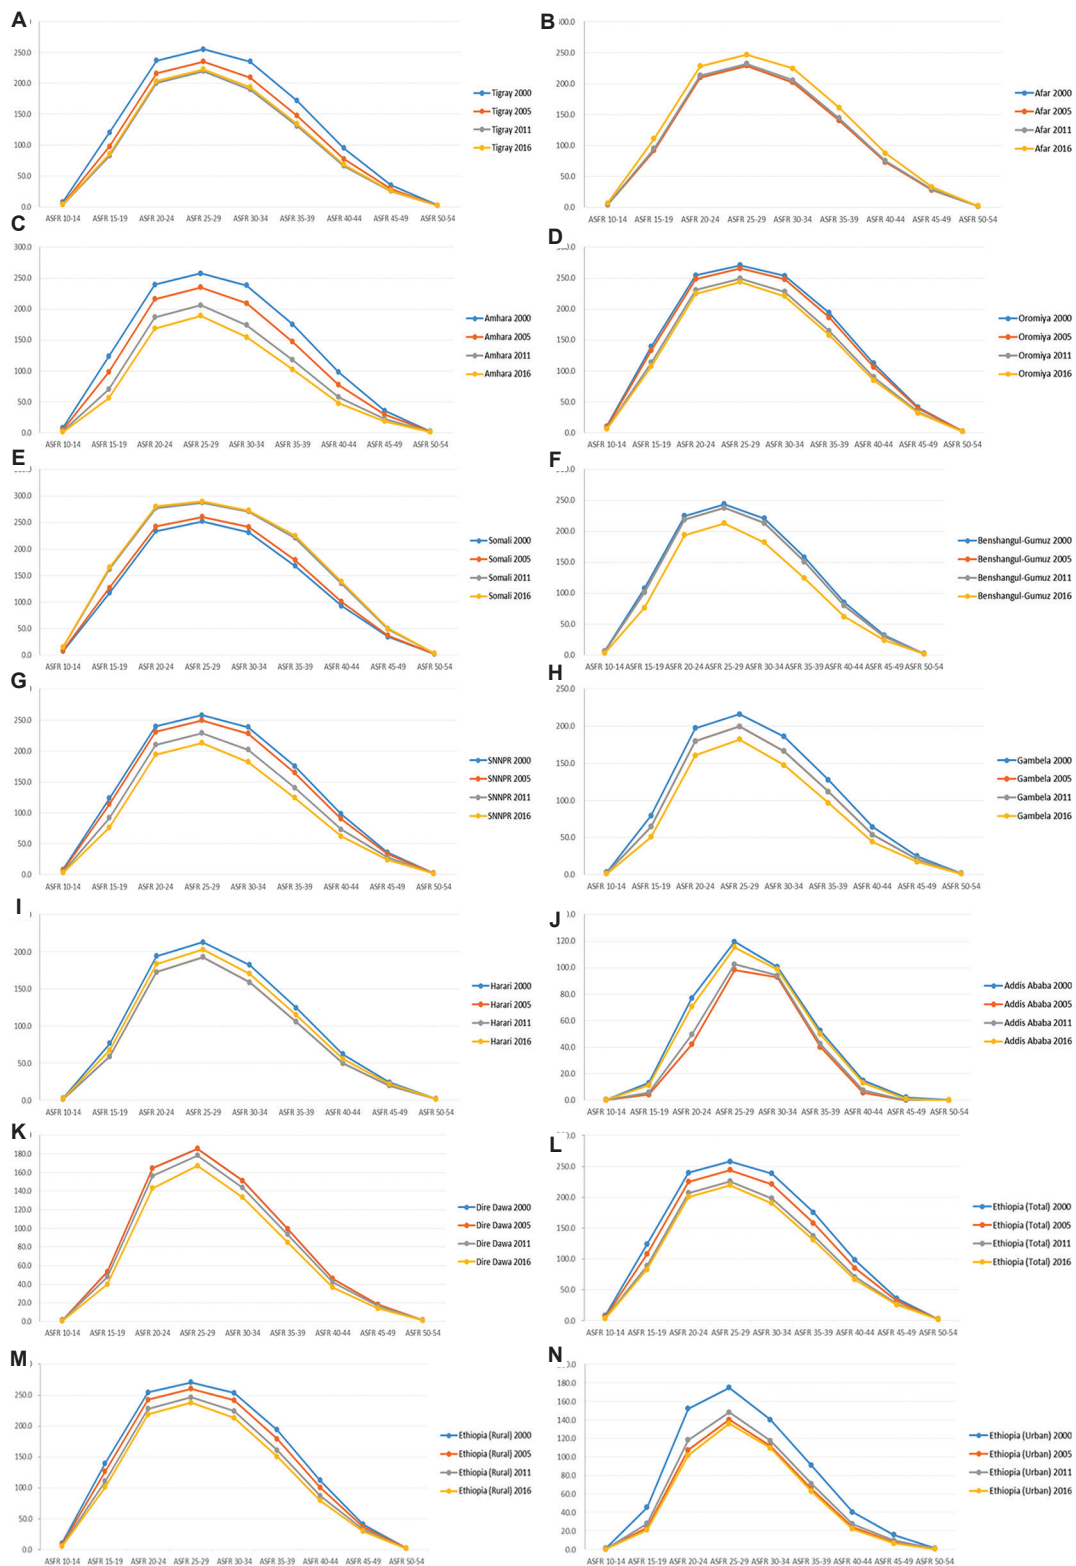 A
250.0
200.0
150.0
100.0
50.0
0.0
Tigray 2000
Tigray 2005
Tigray 2011
Tigray 2016
ASFR 10-14 ASFR 15-19 ASFR 20-24 ASFR 25-29 ASFR 30-34 ASFR 35-39 ASFR 40-44 ASFR 45-49 ASFR 50-54
B
300.0
250.0
200.0
150.0
100.0
50.0
0.0
Afar 2000
Afar 2005
Afar 2011
Afar 2016
ASFR 10-14 ASFR 15-19 ASFR 20-24 ASFR 25-29 ASFR 30-34 ASFR 35-39 ASFR 40-44 ASFR 45-49 ASFR 50-54
C
300.0
250.0
200.0
150.0
100.0
50.0
0.0
Amhara 2000
Amhara 2005
Amhara 2011
Amhara 2016
ASFR 10-14 ASFR 15-19 ASFR 20-24 ASFR 25-29 ASFR 30-34 ASFR 35-39 ASFR 40-44 ASFR 45-49 ASFR 50-54
D
300.0
250.0
200.0
150.0
100.0
50.0
0.0
Oromiya 2000
Oromiya 2005
Oromiya 2011
Oromiya 2016
ASFR 10-14 ASFR 15-19 ASFR 20-24 ASFR 25-29 ASFR 30-34 ASFR 35-39 ASFR 40-44 ASFR 45-49 ASFR 50-54
E
300.0
250.0
200.0
150.0
100.0
50.0
0.0
Somali 2000
Somali 2005
Somali 2011
Somali 2016
ASFR 10-14 ASFR 15-19 ASFR 20-24 ASFR 25-29 ASFR 30-34 ASFR 35-39 ASFR 40-44 ASFR 45-49 ASFR 50-54
F
250.0
200.0
150.0
100.0
50.0
0.0
Benshangul-Gumuz 2000
Benshangul-Gumuz 2005
Benshangul-Gumuz 2011
Benshangul-Gumuz 2016
ASFR 10-14 ASFR 15-19 ASFR 20-24 ASFR 25-29 ASFR 30-34 ASFR 35-39 ASFR 40-44 ASFR 45-49 ASFR 50-54
G
250.0
200.0
150.0
100.0
50.0
0.0
SNNPR 2000
SNNPR 2005
SNNPR 2011
SNNPR 2016
ASFR 10-14 ASFR 15-19 ASFR 20-24 ASFR 25-29 ASFR 30-34 ASFR 35-39 ASFR 40-44 ASFR 45-49 ASFR 50-54
H
250.0
200.0
150.0
100.0
50.0
0.0
Gambela 2000
Gambela 2005
Gambela 2011
Gambela 2016
ASFR 10-14 ASFR 15-19 ASFR 20-24 ASFR 25-29 ASFR 30-34 ASFR 35-39 ASFR 40-44 ASFR 45-49 ASFR 50-54
I
200.0
150.0
100.0
50.0
0.0
Harari 2000
Harari 2005
Harari 2011
Harari 2016
ASFR 10-14 ASFR 15-19 ASFR 20-24 ASFR 25-29 ASFR 30-34 ASFR 35-39 ASFR 40-44 ASFR 45-49 ASFR 50-54
J
120.0
100.0
80.0
60.0
40.0
20.0
0.0
Addis Ababa 2000
Addis Ababa 2005
Addis Ababa 2011
Addis Ababa 2016
ASFR 10-14 ASFR 15-19 ASFR 20-24 ASFR 25-29 ASFR 30-34 ASFR 35-39 ASFR 40-44 ASFR 45-49 ASFR 50-54
K
180.0
160.0
140.0
120.0
100.0
80.0
60.0
40.0
20.0
0.0
Dire Dawa 2000
Dire Dawa 2005
Dire Dawa 2011
Dire Dawa 2016
ASFR 10-14 ASFR 15-19 ASFR 20-24 ASFR 25-29 ASFR 30-34 ASFR 35-39 ASFR 40-44 ASFR 45-49 ASFR 50-54
L
250.0
200.0
150.0
100.0
50.0
0.0
Ethiopia (Total) 2000
Ethiopia (Total) 2005
Ethiopia (Total) 2011
Ethiopia (Total) 2016
ASFR 10-14 ASFR 15-19 ASFR 20-24 ASFR 25-29 ASFR 30-34 ASFR 35-39 ASFR 40-44 ASFR 45-49 ASFR 50-54
M
250.0
200.0
150.0
100.0
50.0
0.0
Ethiopia (Rural) 2000
Ethiopia (Rural) 2005
Ethiopia (Rural) 2011
Ethiopia (Rural) 2016
ASFR 10-14 ASFR 15-19 ASFR 20-24 ASFR 25-29 ASFR 30-34 ASFR 35-39 ASFR 40-44 ASFR 45-49 ASFR 50-54
N
180.0
160.0
140.0
120.0
100.0
80.0
60.0
40.0
20.0
0.0
Ethiopia (Urban) 2000
Ethiopia (Urban) 2005
Ethiopia (Urban) 2011
Ethiopia (Urban) 2016
ASFR 10-14 ASFR 15-19 ASFR 20-24 ASFR 25-29 ASFR 30-34 ASFR 35-39 ASFR 40-44 ASFR 45-49 ASFR 50-54